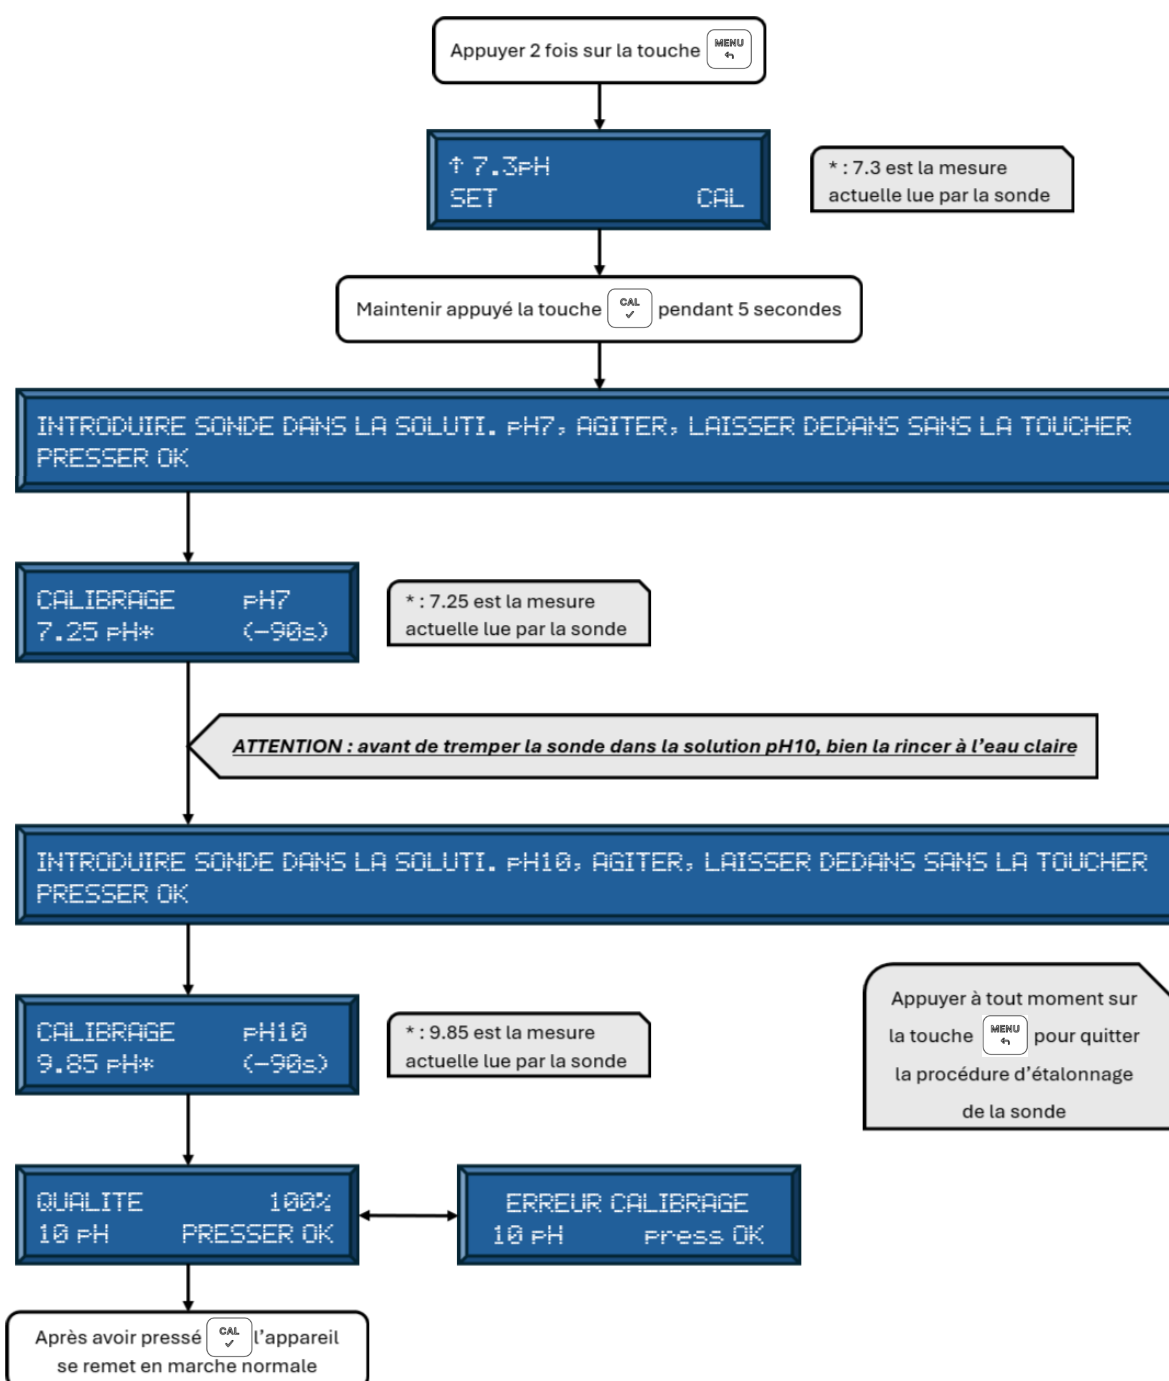 Appuyer 2 fois sur la touche MENU
↑ 7.3pH
SET CAL
* : 7.3 est la mesure
actuelle lue par la sonde
Maintenir appuyé la touche CAL pendant 5 secondes
INTRODUIRE SONDE DANS LA SOLUTI. pH7, AGITER, LAISSER DEDANS SANS LA TOUCHER
PRESSER OK
CALIBRAGE pH7
7.25 pH* (-90s)
* : 7.25 est la mesure
actuelle lue par la sonde
ATTENTION : avant de tremper la sonde dans la solution pH10, bien la rincer à l'eau claire
INTRODUIRE SONDE DANS LA SOLUTI. pH10, AGITER, LAISSER DEDANS SANS LA TOUCHER
PRESSER OK
CALIBRAGE pH10
9.85 pH* (-90s)
* : 9.85 est la mesure
actuelle lue par la sonde
Appuyer à tout moment sur
la touche MENU pour quitter
la procédure d'étalonnage
de la sonde
QUALITE 100%
10 pH PRESSER OK
ERREUR CALIBRAGE
10 pH press OK
Après avoir pressé CAL l'appareil
se remet en marche normale